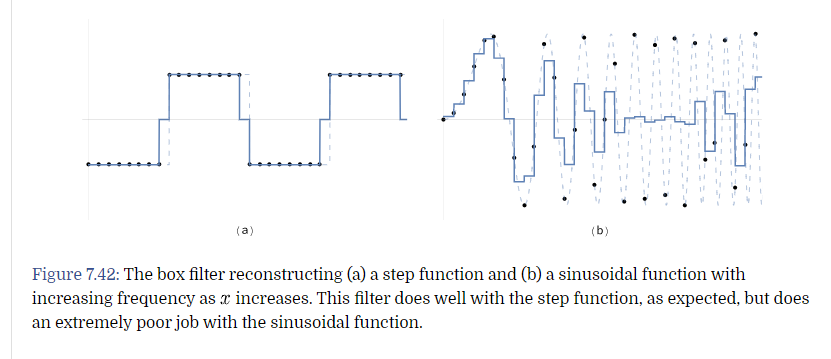 (a)
(b)
Figure 7.42: The box filter reconstructing (a) a step function and (b) a sinusoidal function with
increasing frequency as x increases. This filter does well with the step function, as expected, but does
an extremely poor job with the sinusoidal function.